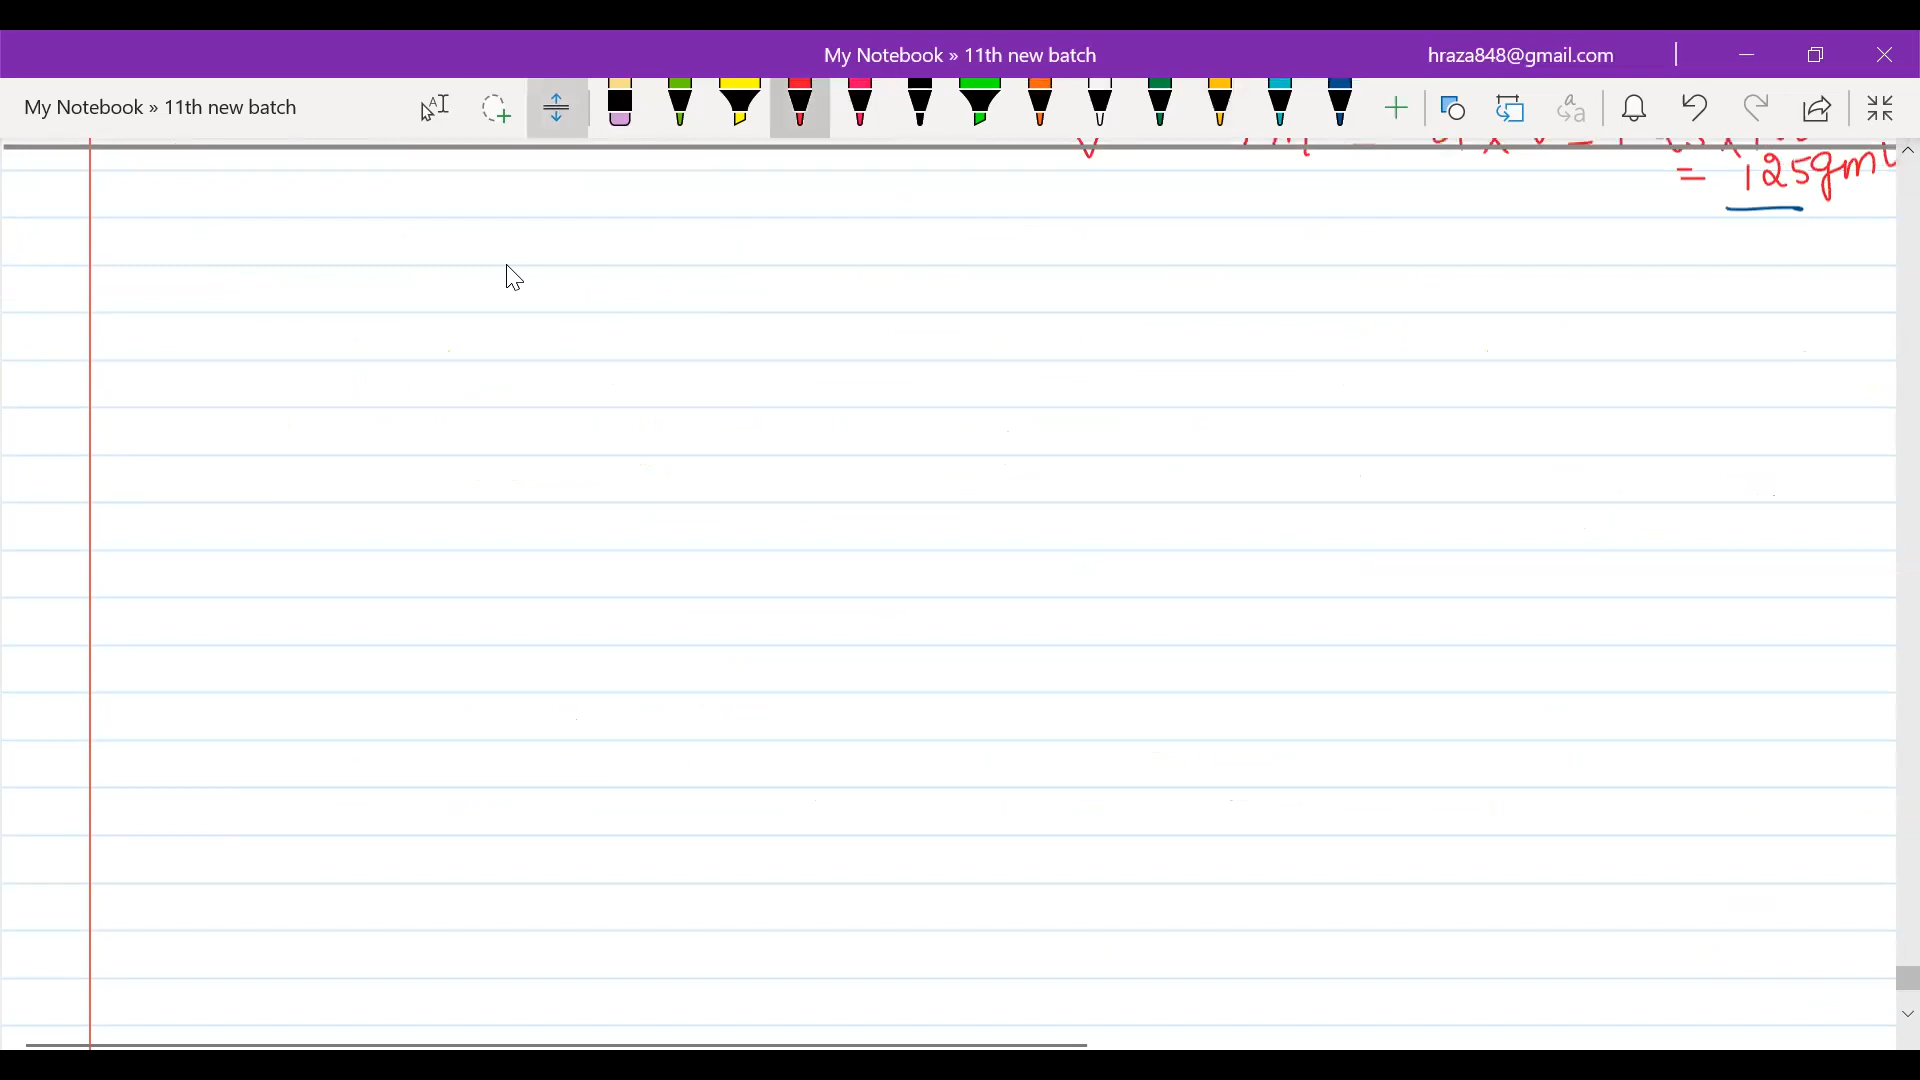 My Notebook » 11th new batch
hraza848@gmail.com
My Notebook » 11th new batch
= 125gm